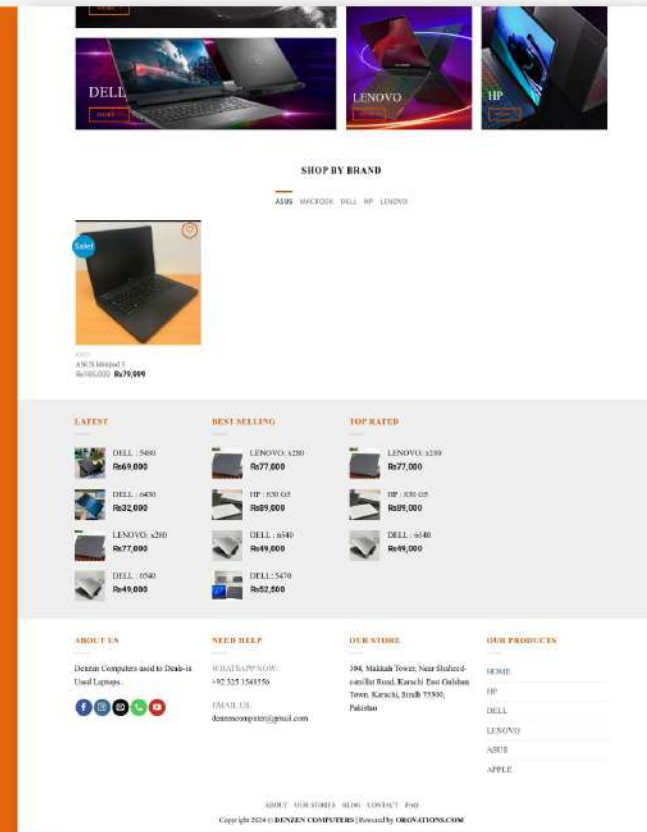 MORE
DELL
LENOVO
HP
SHOP BY BRAND
ASUS MACBOOK DELL HP LENOVO
Sale!
ASUS
ASUS Ideapad 5
Rs79,999
LATEST
DELL : 5480
Rs69,000
DELL : 6430
Rs32,000
LENOVO: x280
Rs77,000
DELL : 6540
Rs49,000
BEST SELLING
LENOVO: x280
Rs77,000
HP : 830 G5
Rs89,000
DELL : 6540
Rs49,000
DELL: 5470
Rs52,500
TOP RATED
LENOVO: x280
Rs77,000
HP : 830 G5
Rs89,000
DELL : 6540
Rs49,000
ABOUT US
Denzen Computers used to Deals-in
Used Laptops.
NEED HELP
WHATSAPP NOW:
+92 325 1548556
EMAIL US:
denzencomputer@gmail.com
OUR STORE
Makkah Tower, Near Shaheed-
e-millat Road, Karachi East Gulshan
Town, Karachi, Sindh 75300,
Pakistan
OUR PRODUCTS
HOME
HP
DELL
LENOVO
ASUS
APPLE
ABOUT OUR STORIES BLOG CONTACT FAQ
Copyright 2024 © DENZEN COMPUTERS | Powered by OROVATIONS.COM